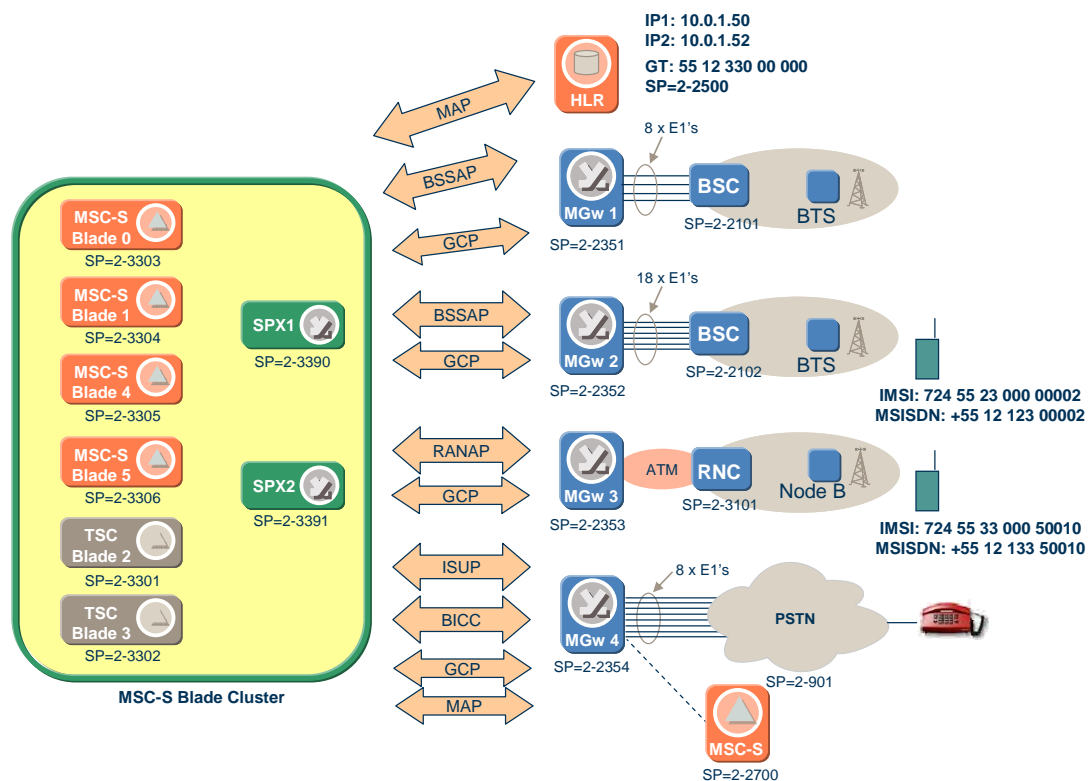 IP1: 10.0.1.50
IP2: 10.0.1.52
GT: 55 12 330 00 000
SP=2-2500
HLR
MAP
8 x E1's
BSSAP
MGw 1
BSC
BTS
SP=2-2101
GCP
SP=2-2351
MSC-S
Blade 0
SP=2-3303
MSC-S
Blade 1
SP=2-3304
MSC-S
Blade 4
SP=2-3305
MSC-S
Blade 5
SP=2-3306
TSC
Blade 2
SP=2-3301
TSC
Blade 3
SP=2-3302
SPX1
SP=2-3390
SPX2
SP=2-3391
MSC-S Blade Cluster
18 x E1's
BSSAP
GCP
MGw 2
SP=2-2352
BSC
SP=2-2102
BTS
IMSI: 724 55 23 000 00002
MSISDN: +55 12 123 00002
RANAP
GCP
MGw 3
SP=2-2353
ATM
RNC
SP=2-3101
Node B
IMSI: 724 55 33 000 50010
MSISDN: +55 12 133 50010
ISUP
BICC
GCP
MAP
8 x E1's
MGw 4
SP=2-2354
PSTN
SP=2-901
MSC-S
SP=2-2700